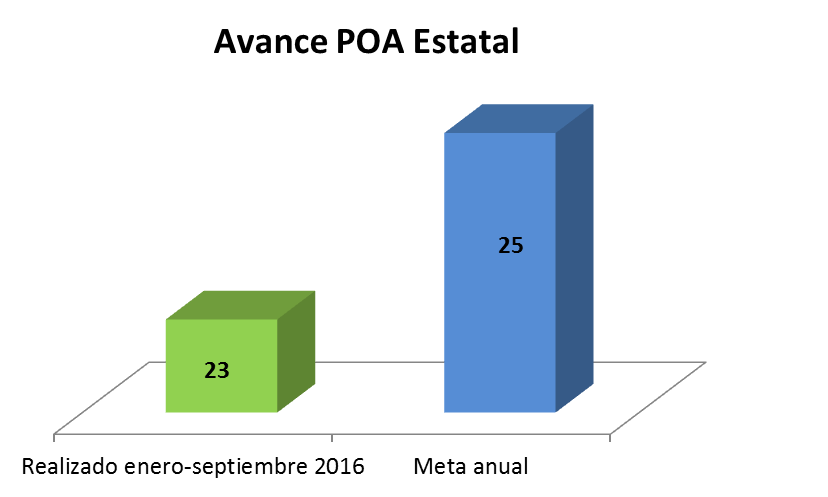 Avance POA Estatal
25
23
Realizado enero-septiembre 2016
Meta anual